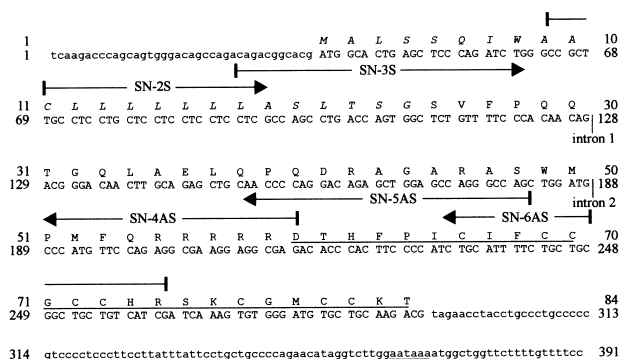 1 M A L S S Q I W A A 10
1 tcaagacccagcagtgggacagccagacagacggcacg ATG GCA CTG AGC TCC CAG ATC TGG GCC GCT 68
SN-2S SN-3S
11 C L L L L L L A S L T S G S V F P Q Q 30
69 TGC CTC CTG CTC CTC CTC CTC CTC GCC AGC CTG ACC AGT GGC TCT GTT TTC CCA CAA CAG 128
intron 1
31 T G Q L A E L Q P Q D R A G A R A S W M 50
129 ACG GGA CAA CTT GCA GAG CTG CAA CCC CAG GAC AGA GCT GGA GCC AGG GCC AGC TGG ATG 188
intron 2
SN-4AS SN-5AS SN-6AS
51 P M F Q R R R R D T H F P I C I F C C 70
189 CCC ATG TTC CAG AGG CGA AGG AGG CGA GAC ACC CAC TTC CCC ATC TGC ATT TTC TGC TGC 248
71 G C C H R S K C G M C C K T 84
249 GGC TGC TGT CAT CGA TCA AAG TGT GGG ATG TGC TGC AAG ACG tagaacctacctgccctgccccc 313
314 gtcccctcccttccttatttattcctgctgccccagaacataggtcttggaataaaatggctggttcttttgttttcc 391